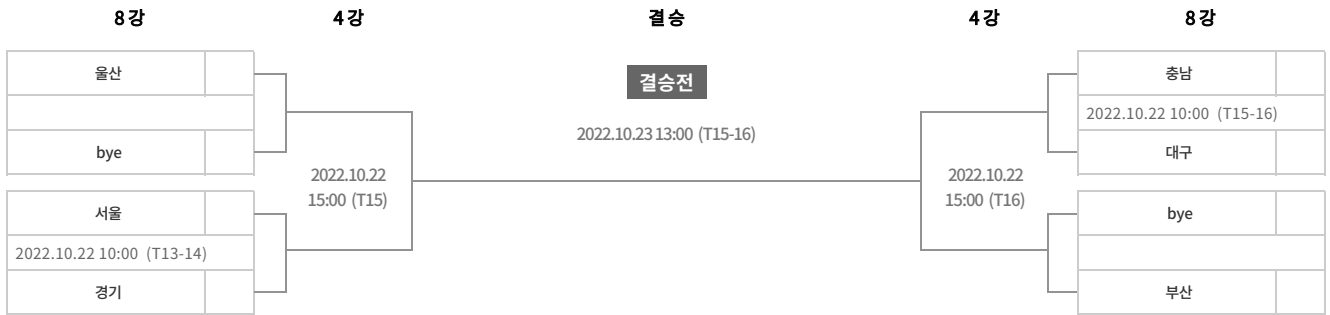 8강
4강
결승
4강
8강
울산
bye
서울
2022.10.22 10:00 (T13-14)
경기
2022.10.22
15:00 (T15)
결승전
2022.10.23 13:00 (T15-16)
2022.10.22
15:00 (T16)
충남
2022.10.22 10:00 (T15-16)
대구
bye
부산